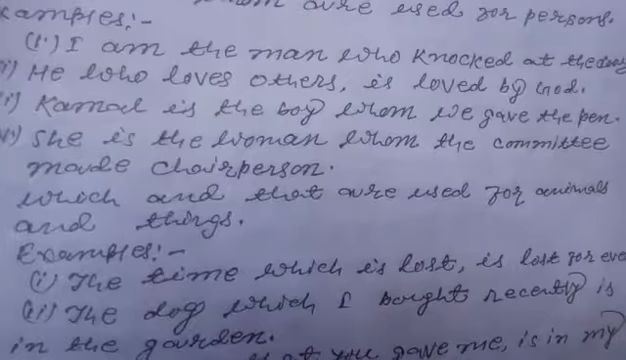 whom are used for persons.
xamples:-
(i) I am the man who knocked at the door
i) He who loves others, is loved by God.
i) Kamal is the boy whom we gave the pen.
v) She is the woman whom the committee
made chairperson.
which and that are used for animals
and things.
Examples:-
(i) The time which is lost, is lost for eve
(ii) The dog which I bought recently is
in the garden.
at you gave me, is in my